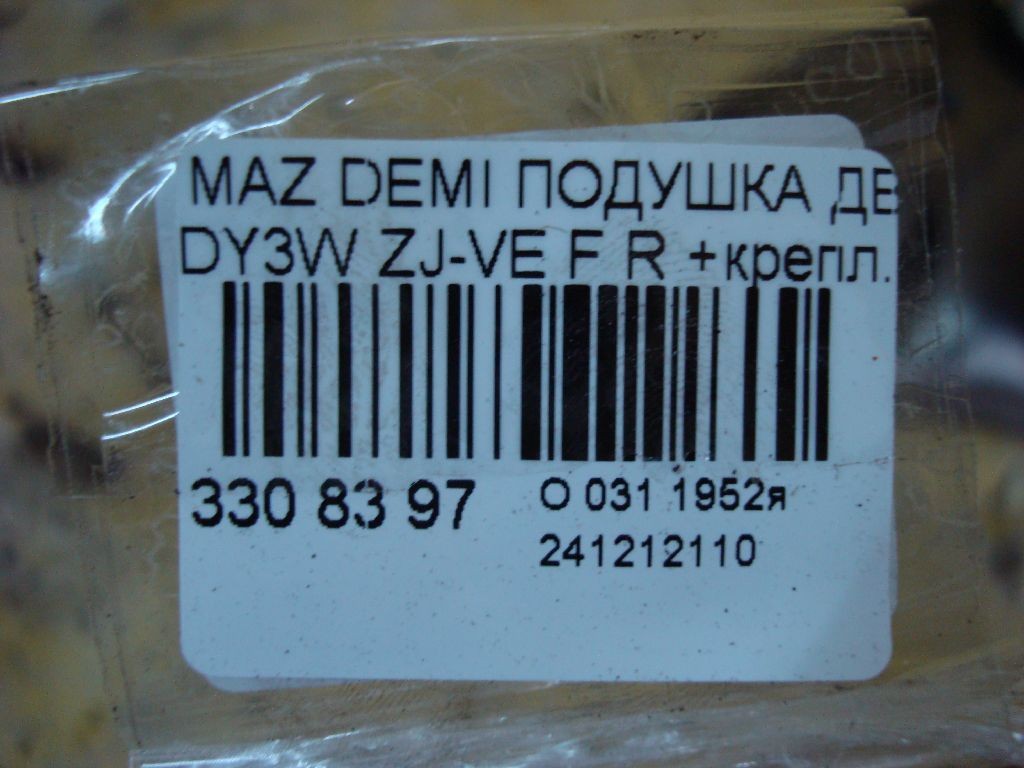 MAZ DEMI ПОДУШКА ДВ
DY3W ZJ-VE F R +крепл.
330 83 97
О 031 1952я
241212110